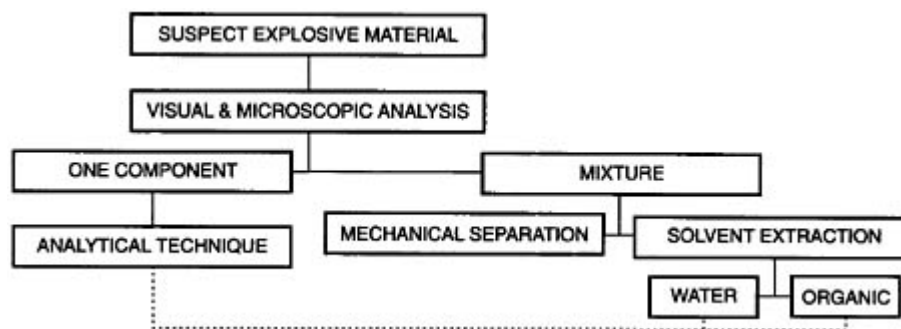 SUSPECT EXPLOSIVE MATERIAL
VISUAL & MICROSCOPIC ANALYSIS
ONE COMPONENT
MIXTURE
ANALYTICAL TECHNIQUE
MECHANICAL SEPARATION
SOLVENT EXTRACTION
WATER
ORGANIC